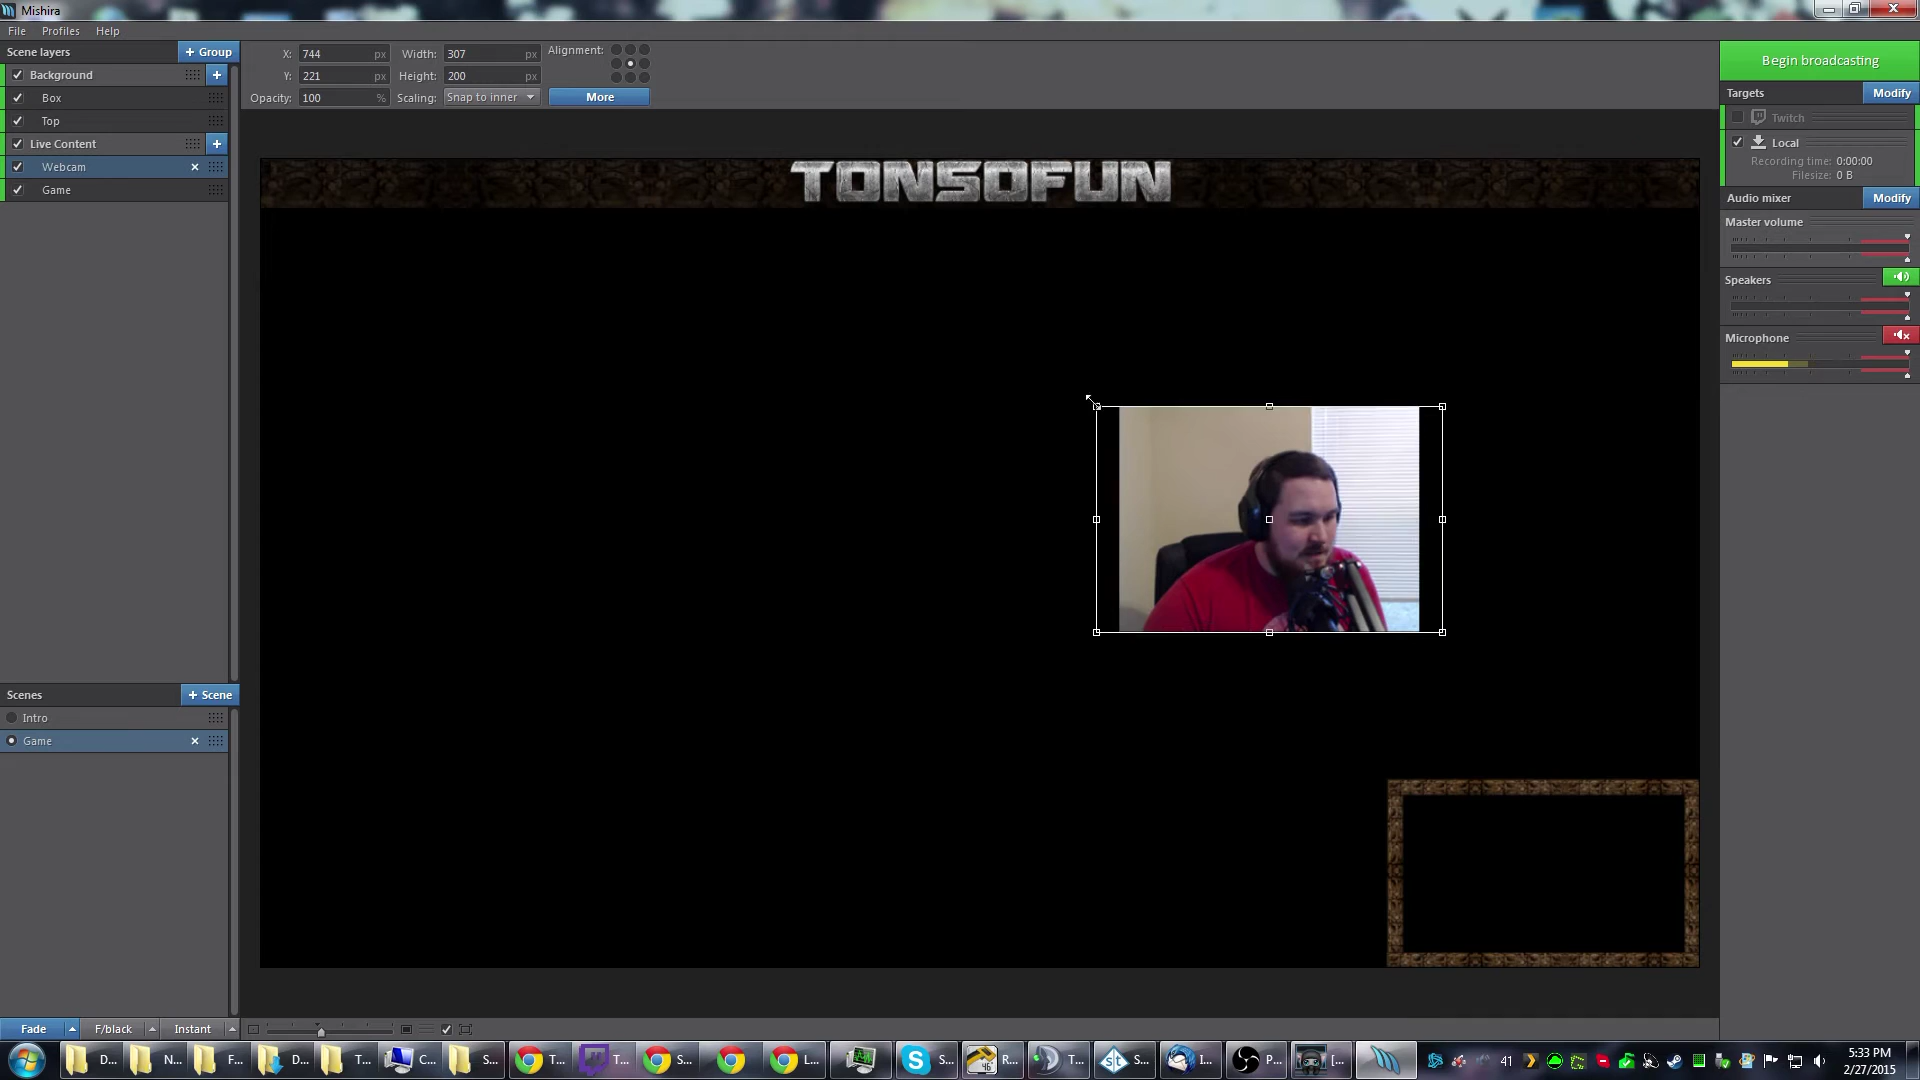 Mishira
File Profiles Help
Scene layers
+ Group
Background
Box
Top
Live Content
Webcam
Game
X: 744 px Width: 307 px Alignment:
Y: 221 px Height: 200 px
Opacity: 100 % Scaling: Snap to inner More
TONSOFUN
Begin broadcasting
Targets Modify
Twitch
Local
Recording time: 0:00:00
Filesize: 0 B
Audio mixer Modify
Master volume
Speakers
Microphone
Scenes + Scene
Intro
Game
Fade F/black Instant
D... N... F... D... T... C... S... T... T... S... L... S... R... T... S... I... P... [... 41
46
5:33 PM
2/27/2015